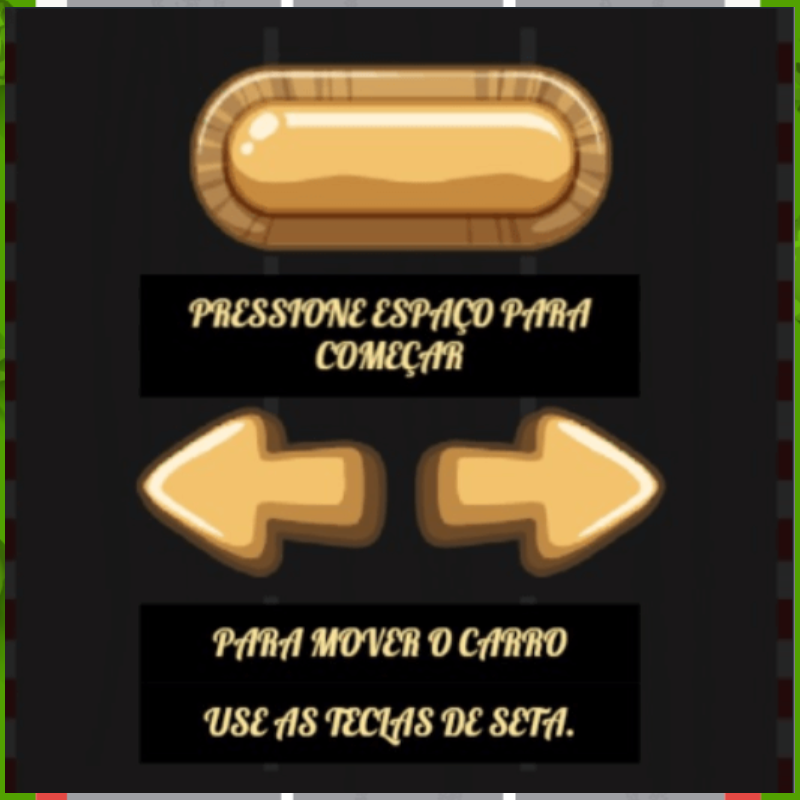 PRESSIONE ESPAÇO PARA
COMEÇAR
PARA MOVER O CARRO
USE AS TECLAS DE SETA.